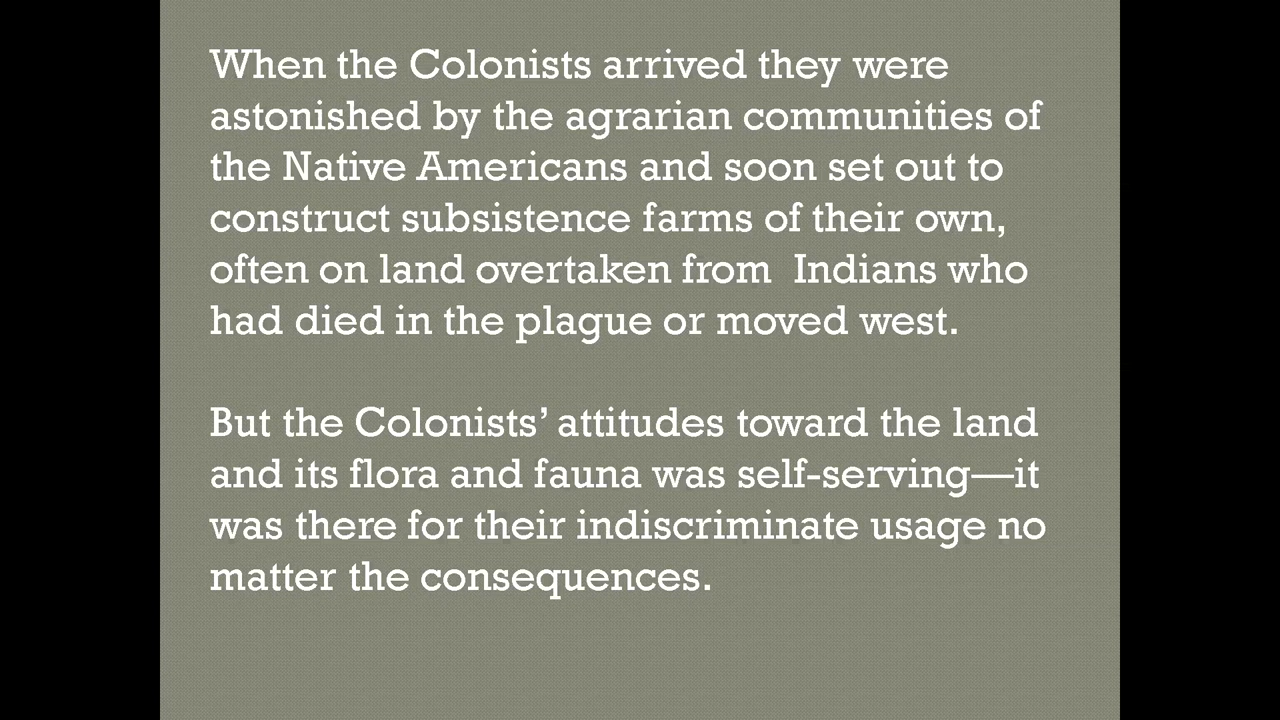 When the Colonists arrived they were
astonished by the agrarian communities of
the Native Americans and soon set out to
construct subsistence farms of their own,
often on land overtaken from  Indians who
had died in the plague or moved west.
But the Colonists’ attitudes toward the land
and its flora and fauna was self-serving—it
was there for their indiscriminate usage no
matter the consequences.